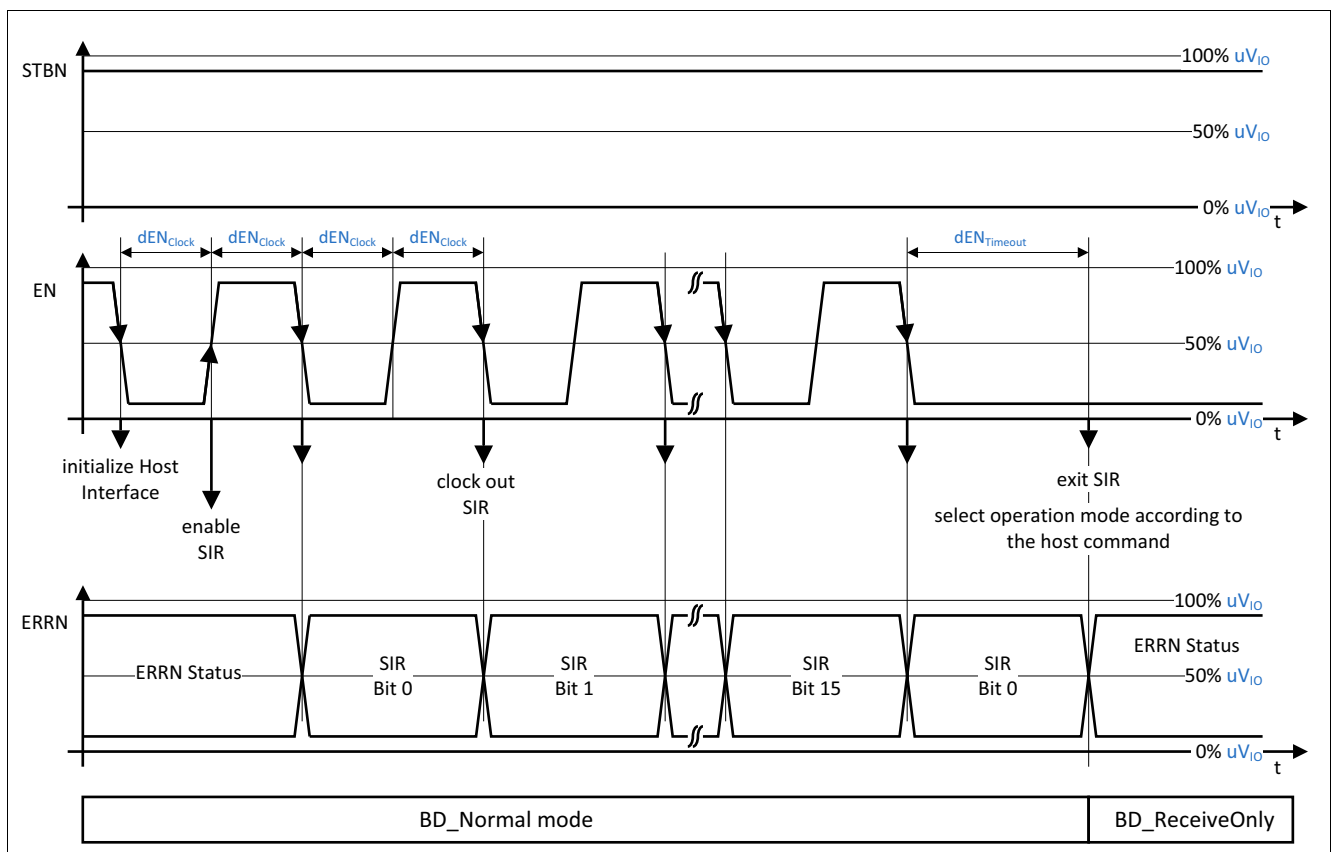 100% uVIO
STBN
50% uVIO
0% uVIO
t
dENClock dENClock dENClock dENClock dENTimeout
100% uVIO
EN
50% uVIO
0% uVIO
t
initialize Host
Interface
enable
SIR
clock out
SIR
exit SIR
select operation mode according to
the host command
100% uVIO
ERRN
ERRN Status
SIR
Bit 0
SIR
Bit 1
SIR
Bit 15
SIR
Bit 0
ERRN Status
50% uVIO
0% uVIO
t
BD_Normal mode
BD_ReceiveOnly